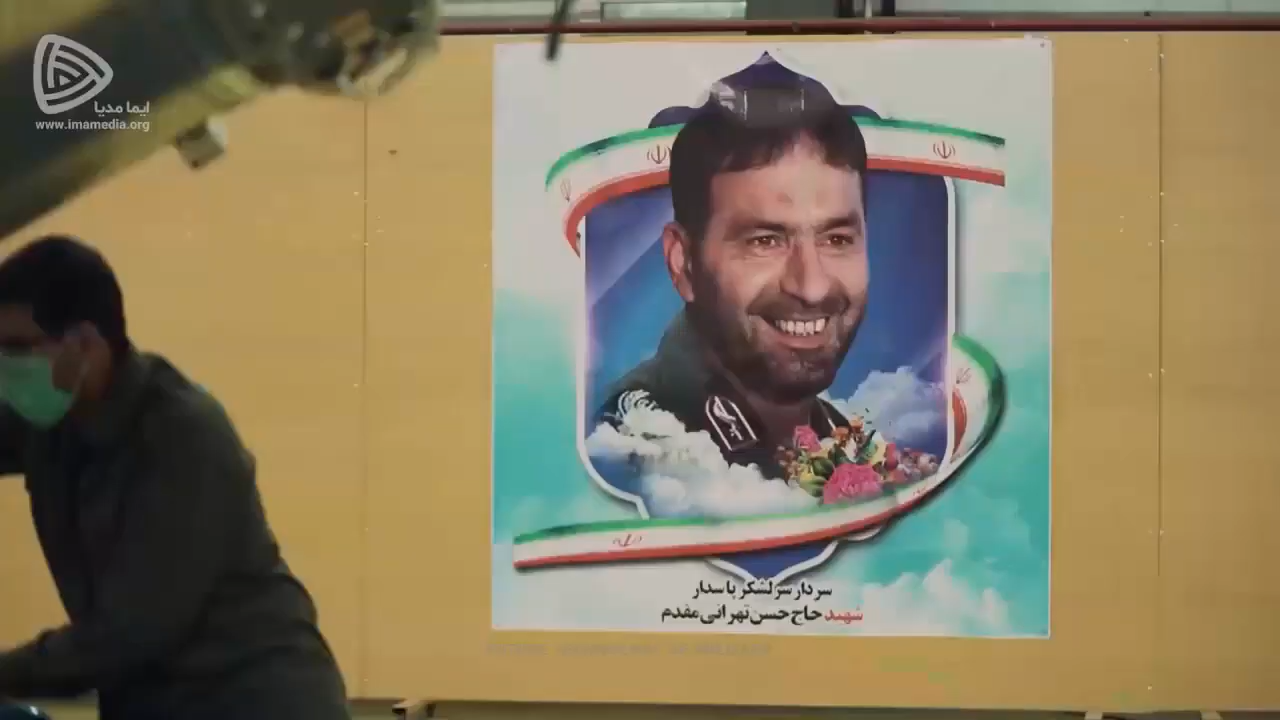 ایما مدیا
www.imamedia.org
سردار سرلشکر پاسدار
شهید حاج حسن تهرانی مقدم